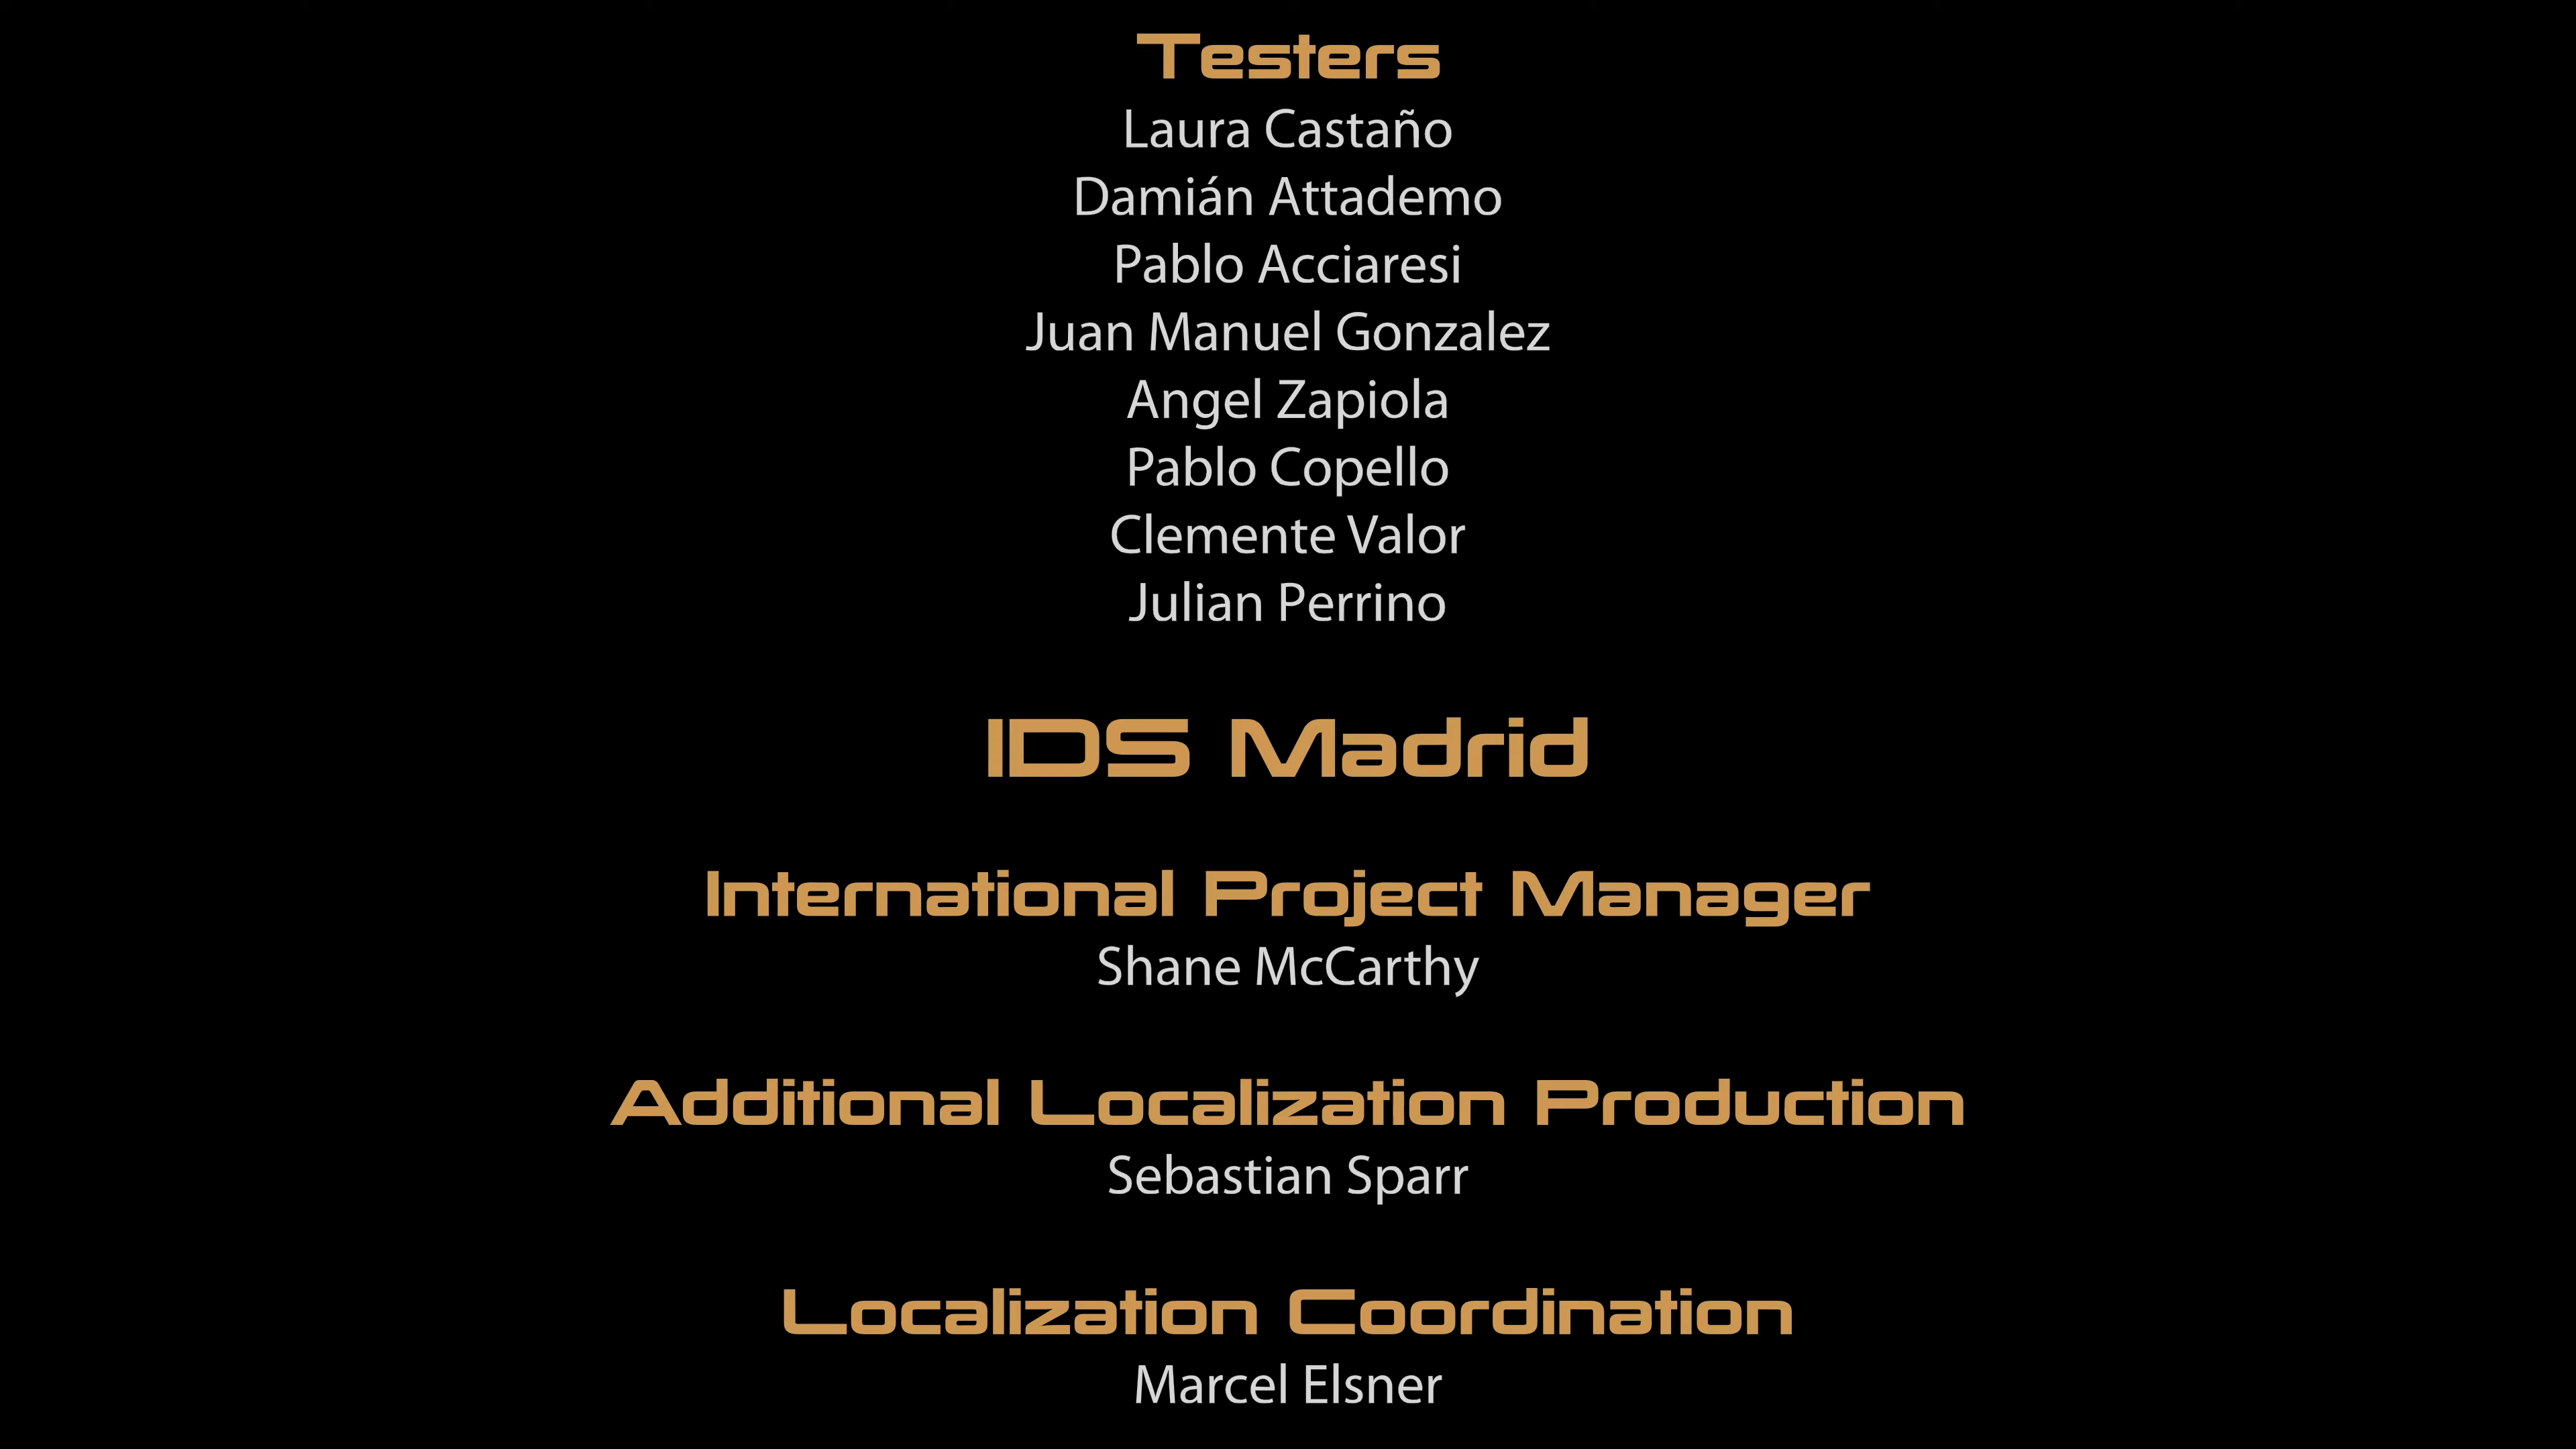 Testers
Laura Castaño
Damián Attademo
Pablo Acciaresi
Juan Manuel Gonzalez
Angel Zapiola
Pablo Copello
Clemente Valor
Julian Perrino
IDS Madrid
International Project Manager
Shane McCarthy
Additional Localization Production
Sebastian Sparr
Localization Coordination
Marcel Elsner